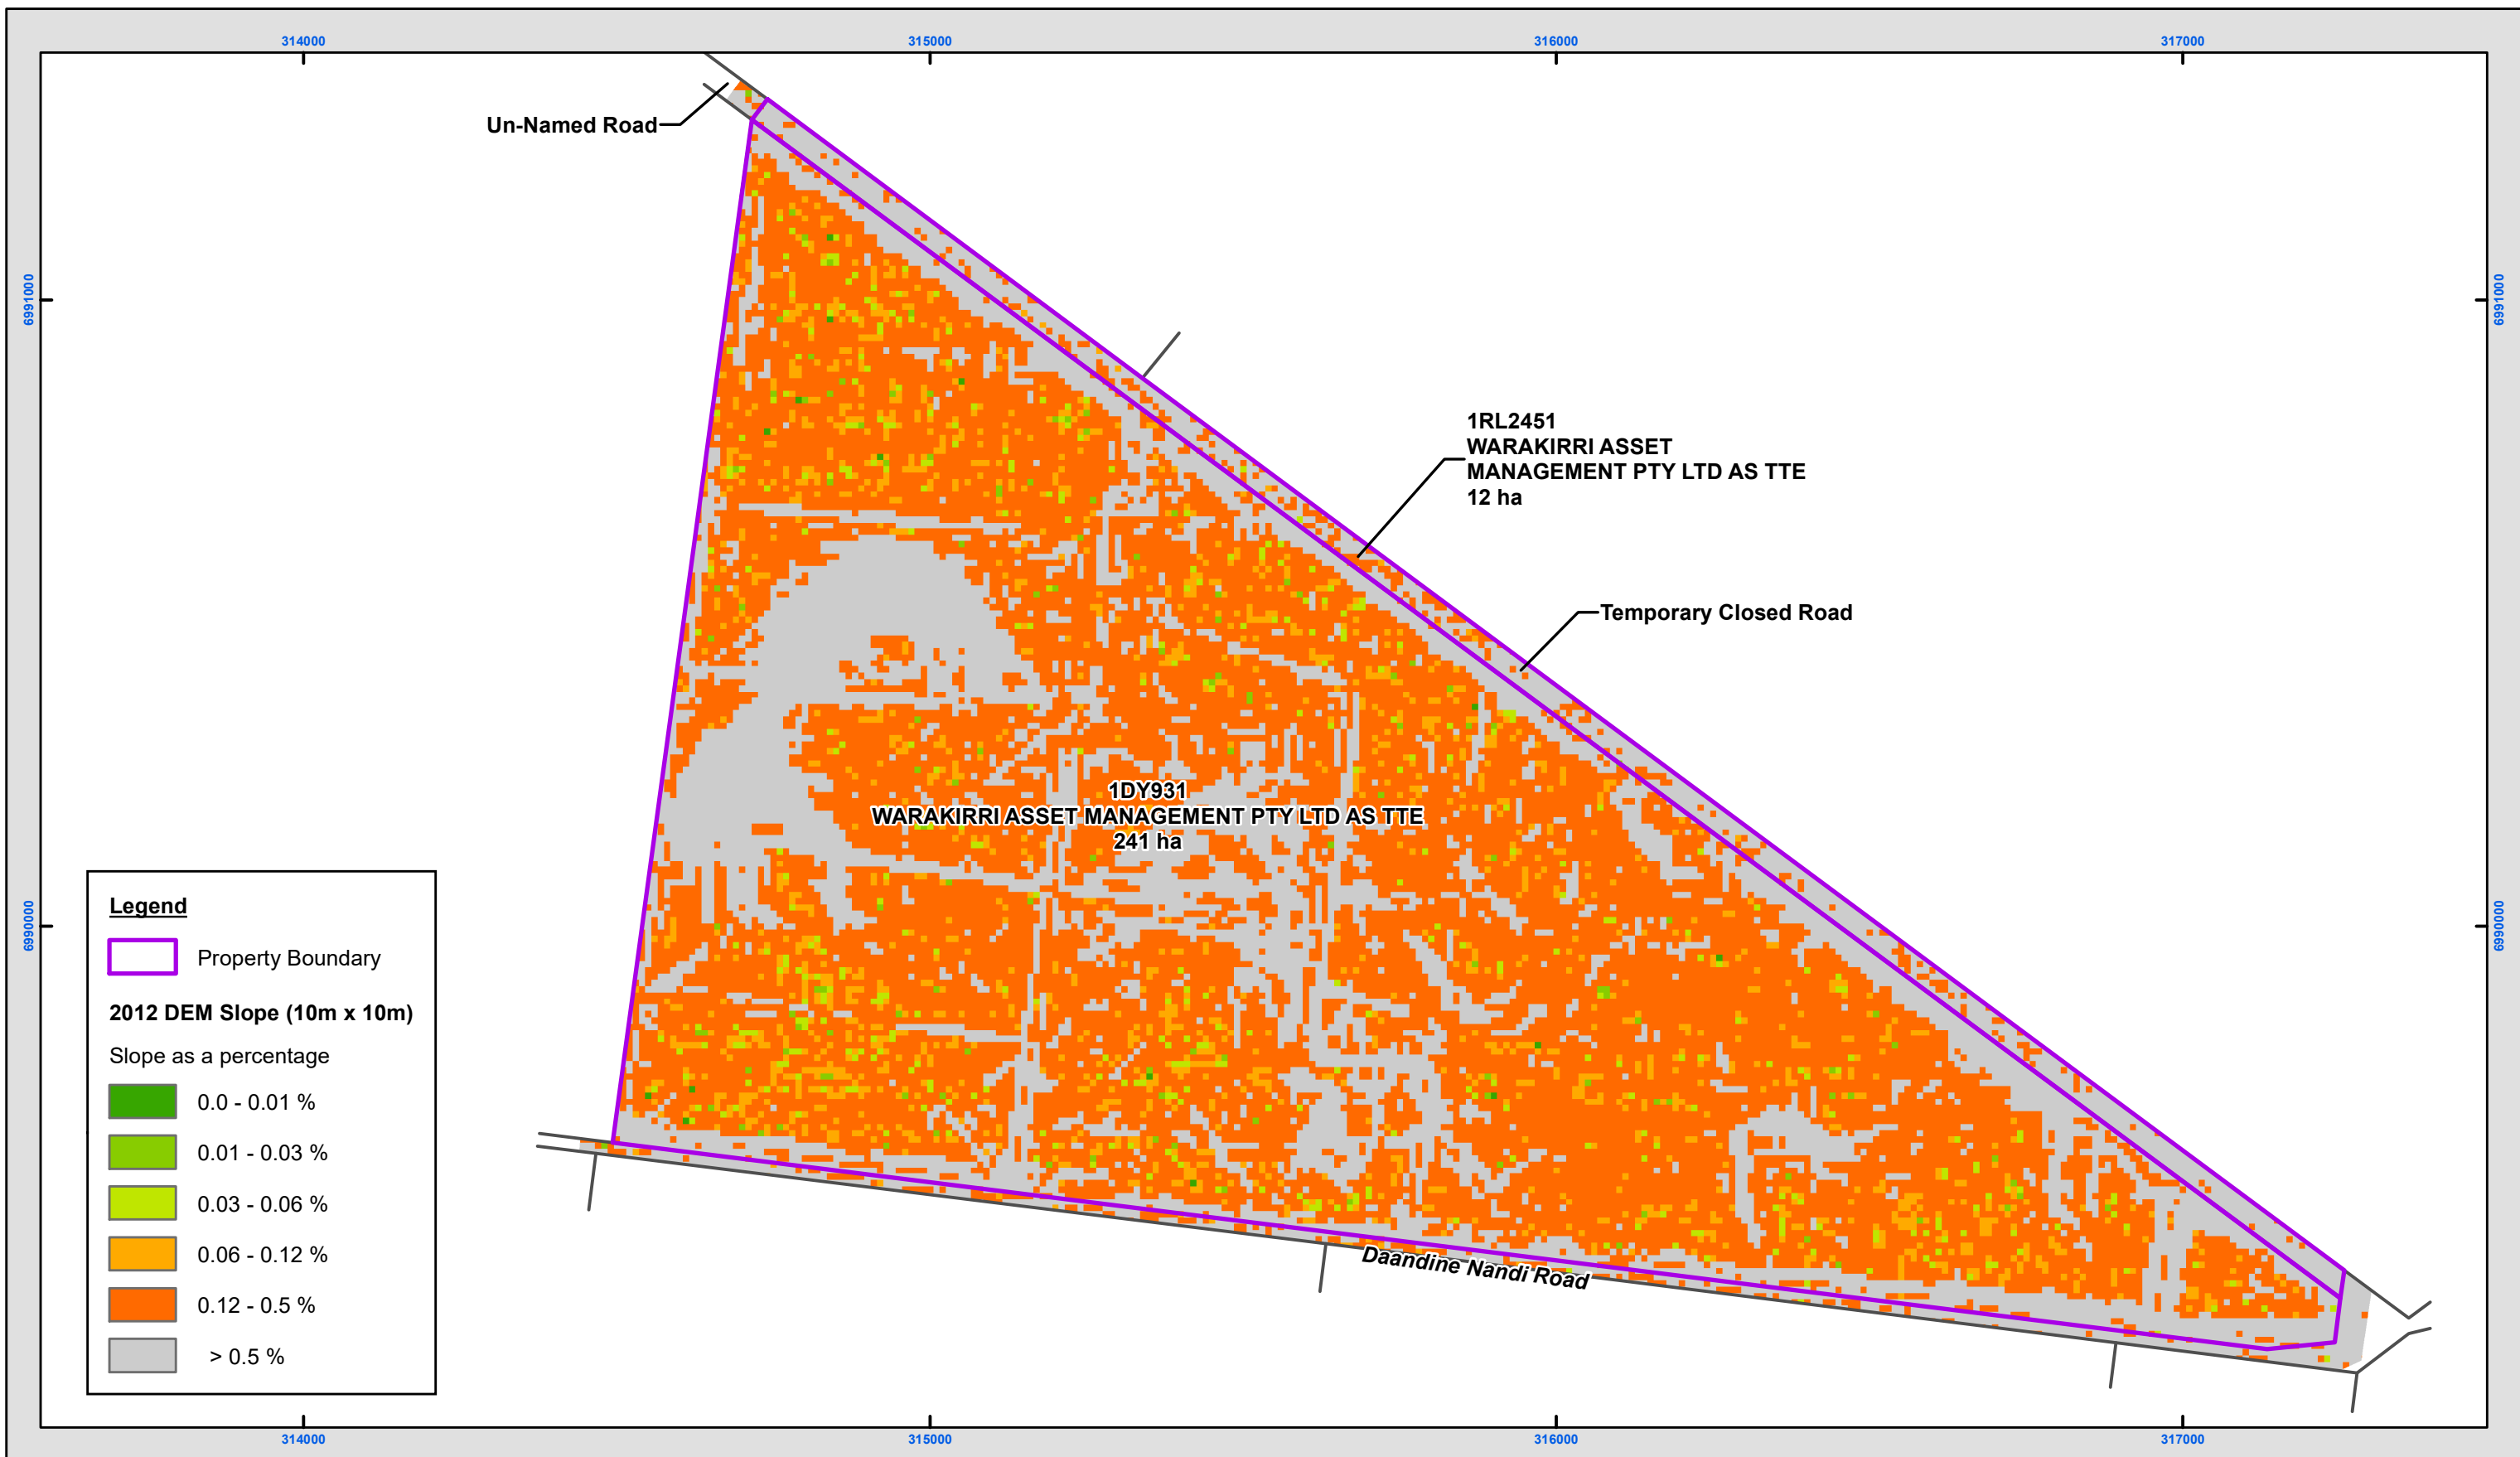 314000
315000
316000
317000
Un-Named Road
6991000
6991000
1RL2451
WARAKIRRI ASSET
MANAGEMENT PTY LTD AS TTE
12 ha
Temporary Closed Road
1DY931
WARAKIRRI ASSET MANAGEMENT PTY LTD AS TTE
241 ha
6990000
6990000
Legend
Property Boundary
2012 DEM Slope (10m x 10m)
Slope as a percentage
0.0 - 0.01 %
0.01 - 0.03 %
0.03 - 0.06 %
0.06 - 0.12 %
0.12 - 0.5 %
> 0.5 %
Daandine Nandi Road
314000
315000
316000
317000